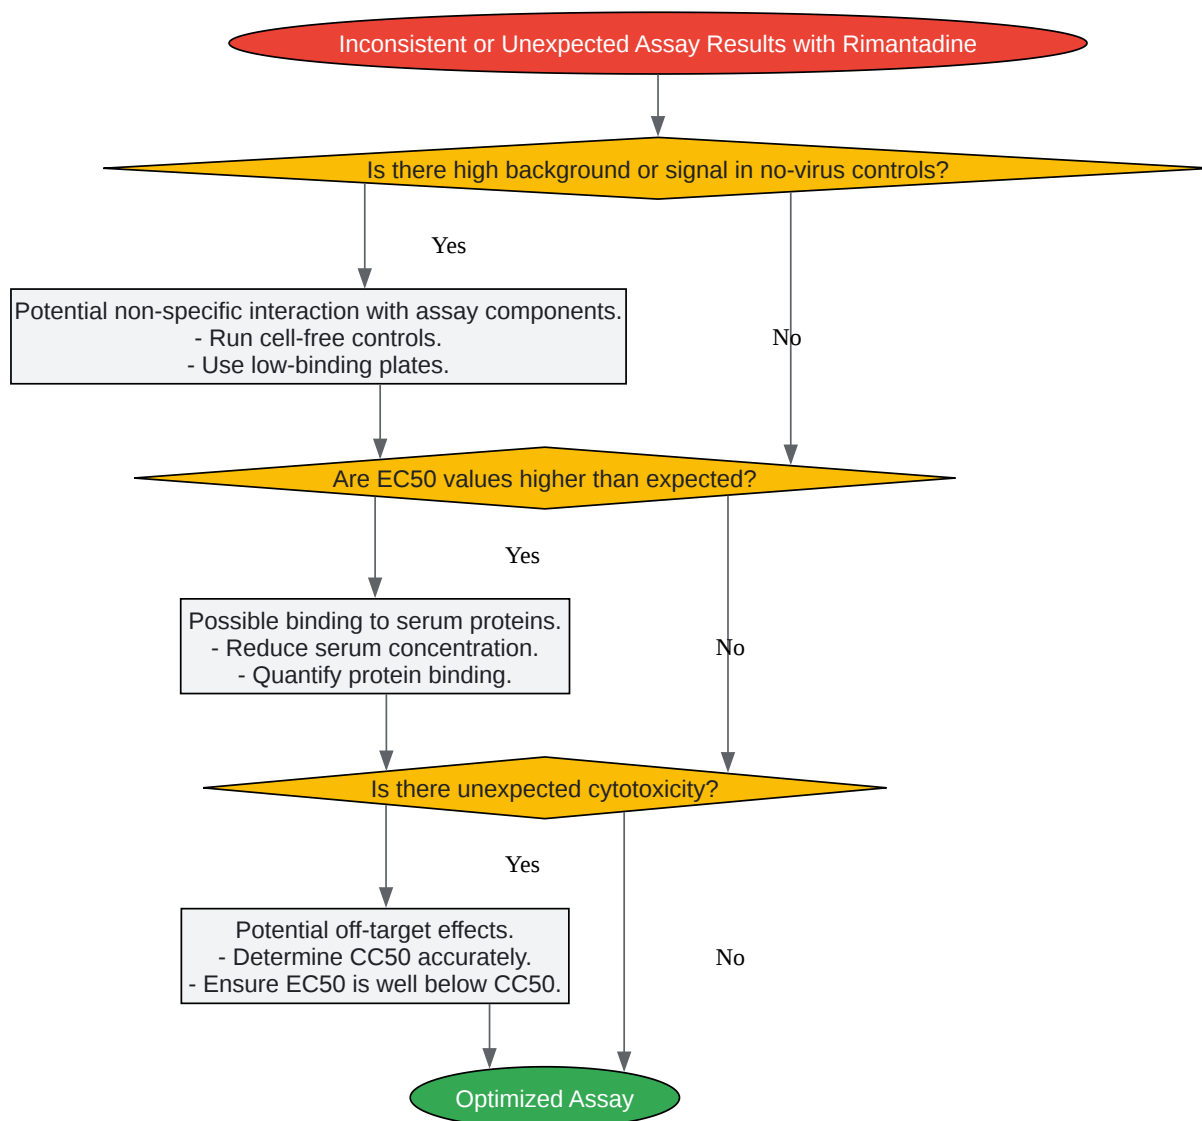 Inconsistent or Unexpected Assay Results with Rimantadine
Is there high background or signal in no-virus controls?
Yes
Potential non-specific interaction with assay components.
- Run cell-free controls.
- Use low-binding plates.
No
Are EC50 values higher than expected?
Yes
Possible binding to serum proteins.
- Reduce serum concentration.
- Quantify protein binding.
No
Is there unexpected cytotoxicity?
Yes
Potential off-target effects.
- Determine CC50 accurately.
- Ensure EC50 is well below CC50.
No
Optimized Assay